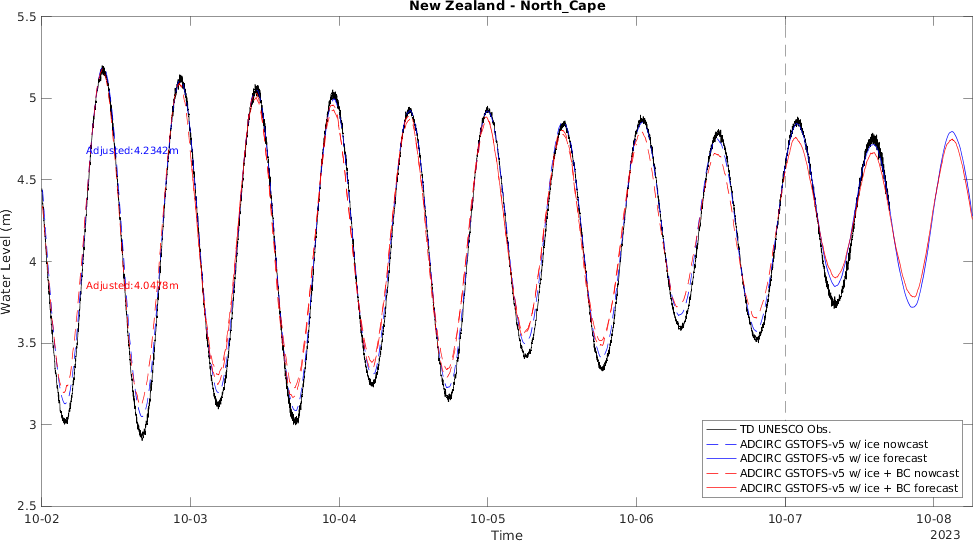 New Zealand - North_Cape
Water Level (m)
5.5
5
4.5
4
3.5
3
2.5
Adjusted:4.2342m
Adjusted:4.0478m
TD UNESCO Obs.
ADCIRC GSTOFS-v5 w/ ice nowcast
ADCIRC GSTOFS-v5 w/ ice forecast
ADCIRC GSTOFS-v5 w/ ice + BC nowcast
ADCIRC GSTOFS-v5 w/ ice + BC forecast
10-02 10-03 10-04 10-05 10-06 10-07 10-08
Time
2023